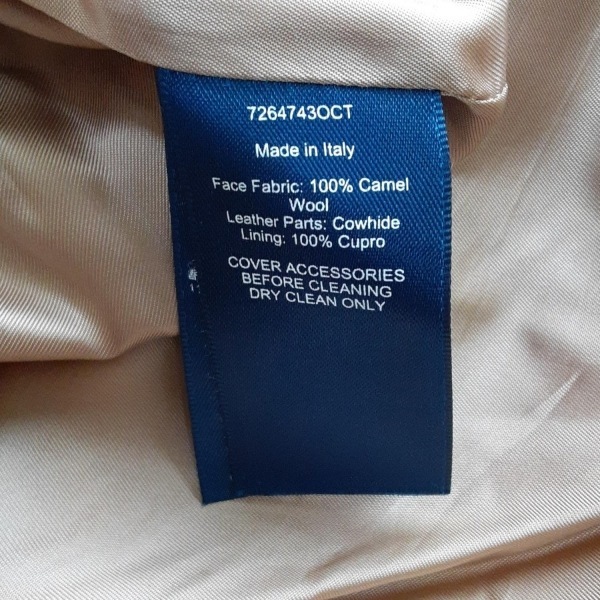 7264743OCT
Made in Italy
Face Fabric: 100% Camel
Wool
Leather Parts: Cowhide
Lining: 100% Cupro
COVER ACCESSORIES
BEFORE CLEANING
DRY CLEAN ONLY